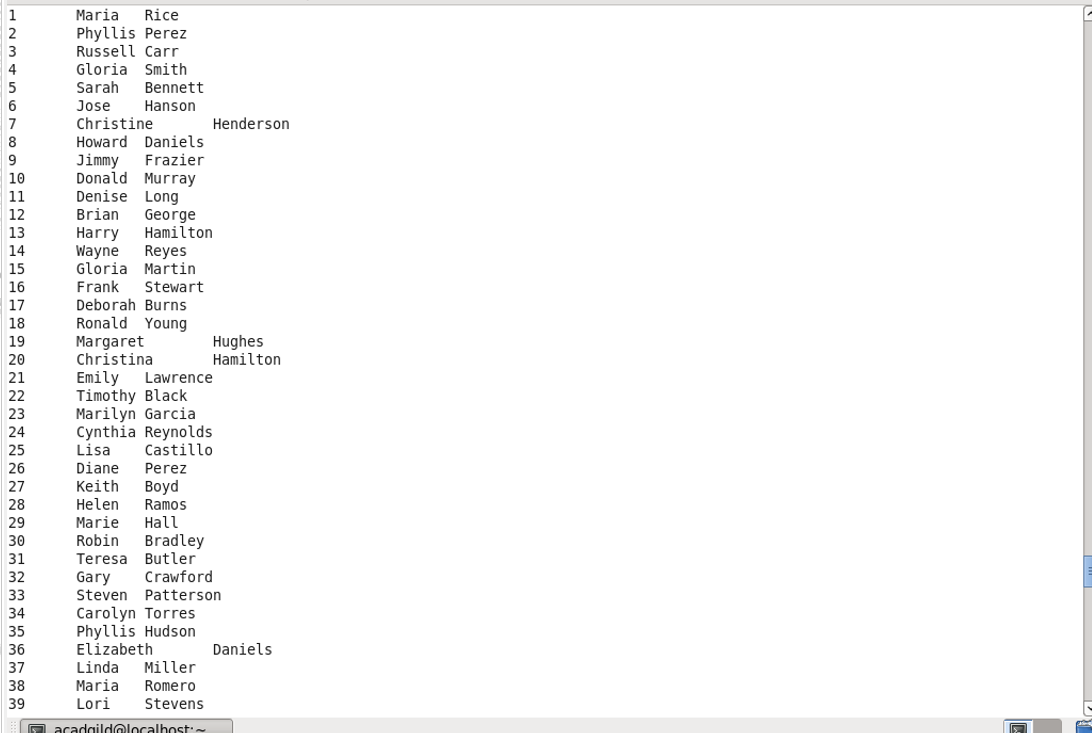 1 Maria Rice
2 Phyllis Perez
3 Russell Carr
4 Gloria Smith
5 Sarah Bennett
6 Jose Hanson
7 Christine Henderson
8 Howard Daniels
9 Jimmy Frazier
10 Donald Murray
11 Denise Long
12 Brian George
13 Harry Hamilton
14 Wayne Reyes
15 Gloria Martin
16 Frank Stewart
17 Deborah Burns
18 Ronald Young
19 Margaret Hughes
20 Christina Hamilton
21 Emily Lawrence
22 Timothy Black
23 Marilyn Garcia
24 Cynthia Reynolds
25 Lisa Castillo
26 Diane Perez
27 Keith Boyd
28 Helen Ramos
29 Marie Hall
30 Robin Bradley
31 Teresa Butler
32 Gary Crawford
33 Steven Patterson
34 Carolyn Torres
35 Phyllis Hudson
36 Elizabeth Daniels
37 Linda Miller
38 Maria Romero
39 Lori Stevens
acadgild@localhost:~